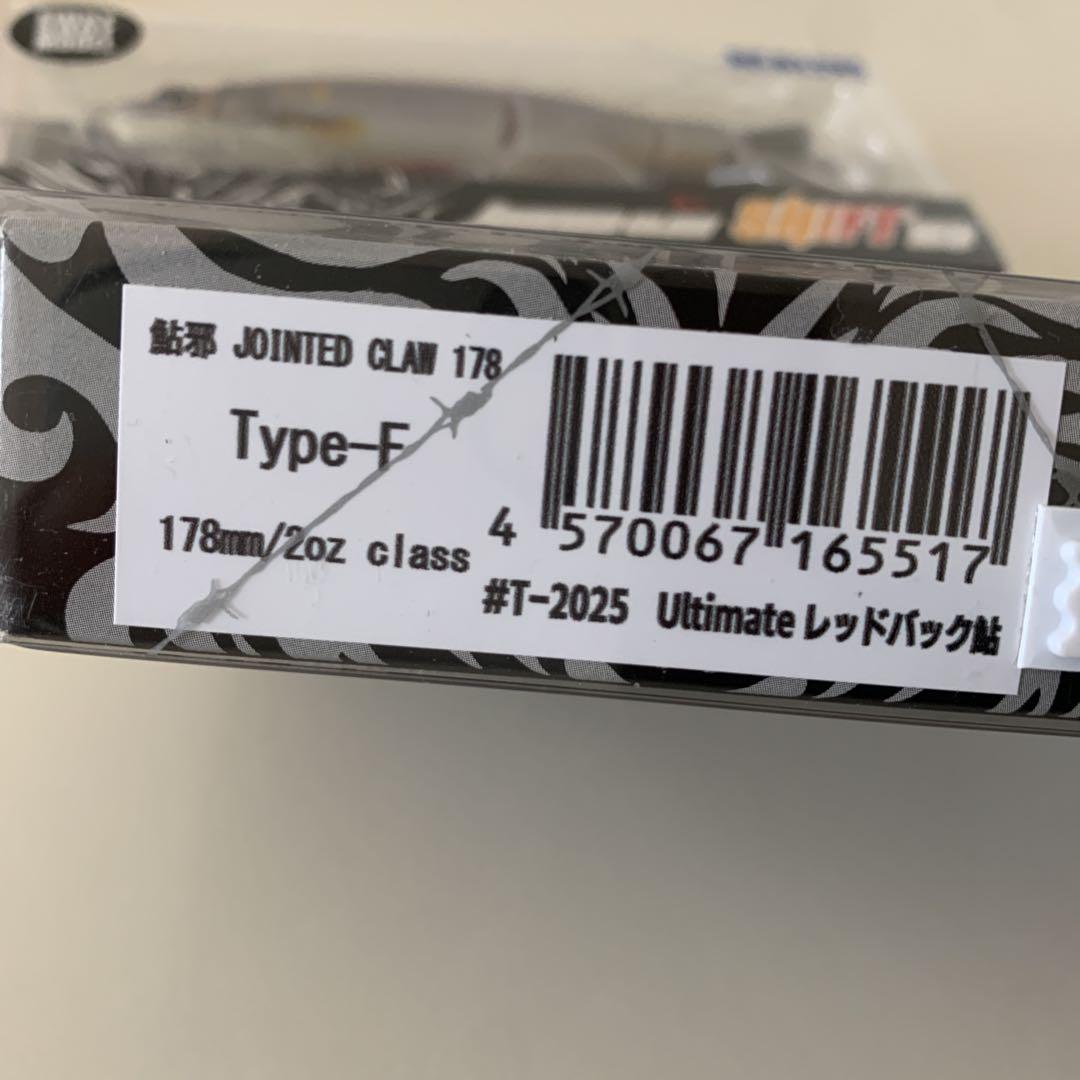 ShIFT
鮎邪 JOINTED CLAW 178
Type-F
178mm/2oz class
4 570067 165517
#T-2025 Ultimate レッドバック鮎